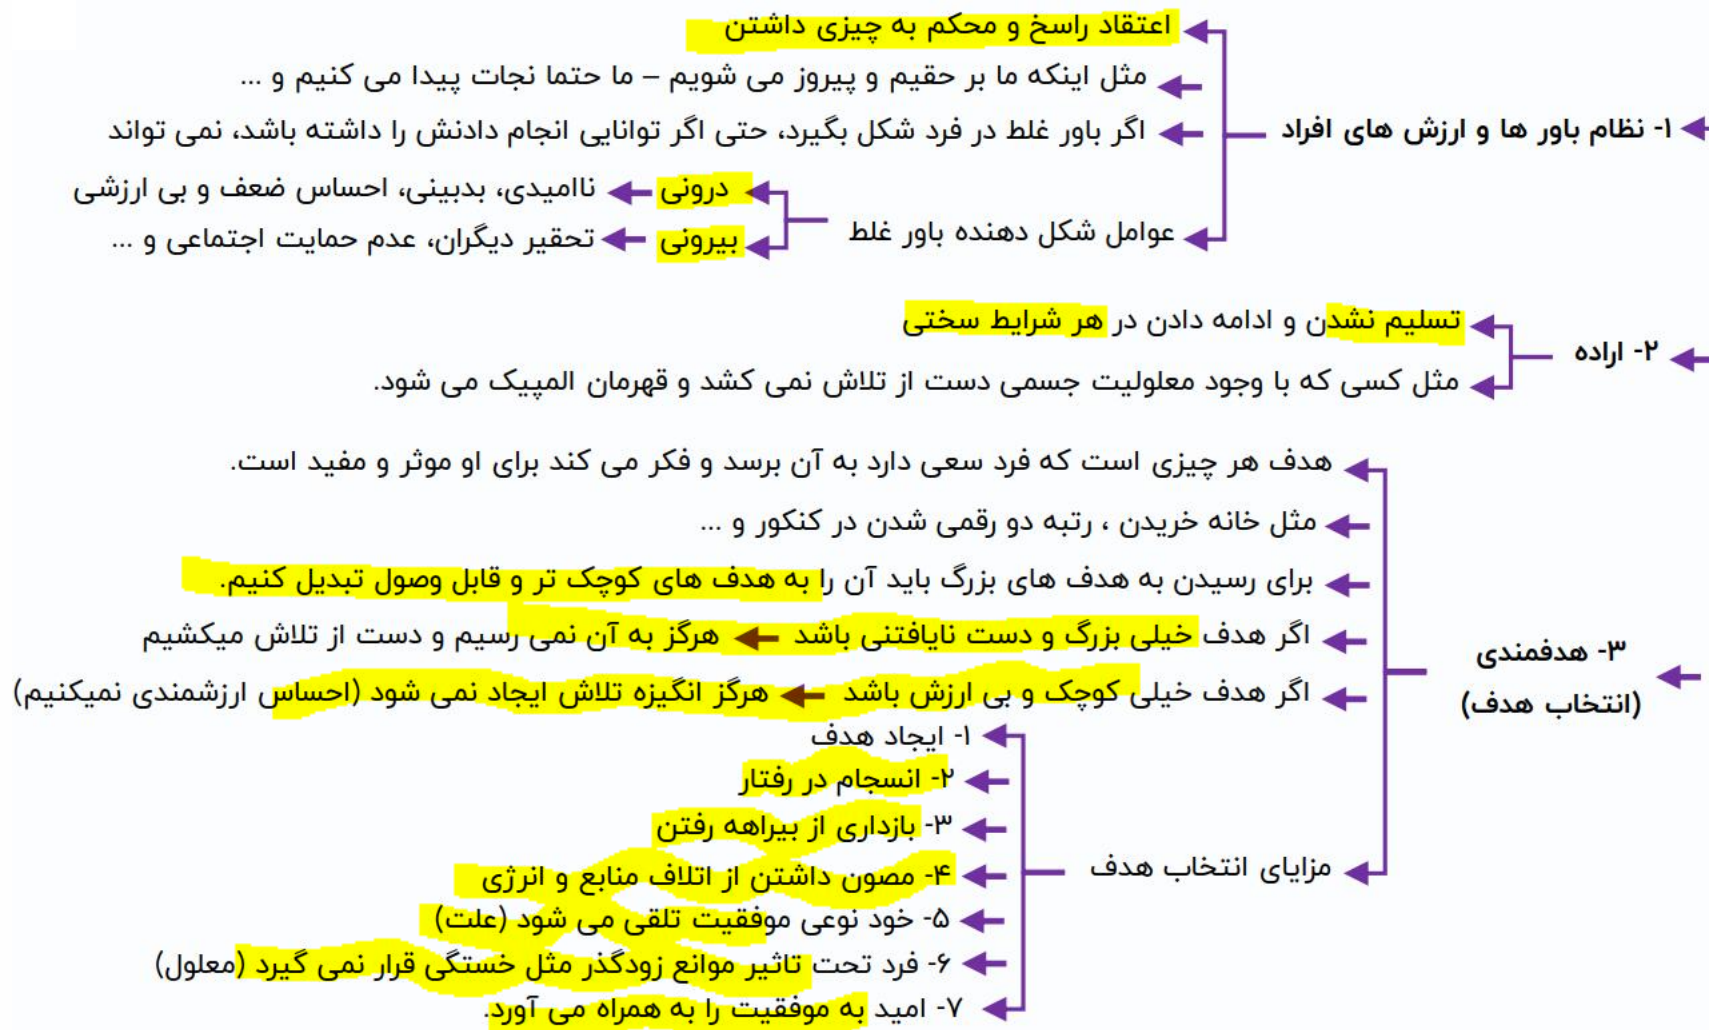 ۱- نظام باور ها و ارزش های افراد
اعتقاد راسخ و محکم به چیزی داشتن
مثل اینکه ما بر حقیم و پیروز می شویم – ما حتما نجات پیدا می کنیم و ...
اگر باور غلط در فرد شکل بگیرد، حتی اگر توانایی انجام دادنش را داشته باشد، نمی تواند
عوامل شکل دهنده باور غلط
درونی
ناامیدی، بدبینی، احساس ضعف و بی ارزشی
بیرونی
تحقیر دیگران، عدم حمایت اجتماعی و ...
۲- اراده
تسلیم نشدن و ادامه دادن در هر شرایط سختی
مثل کسی که با وجود معلولیت جسمی دست از تلاش نمی کشد و قهرمان المپیک می شود.
۳- هدفمندی
(انتخاب هدف)
هدف هر چیزی است که فرد سعی دارد به آن برسد و فکر می کند برای او موثر و مفید است.
مثل خانه خریدن ، رتبه دو رقمی شدن در کنکور و ...
برای رسیدن به هدف های بزرگ باید آن را به هدف های کوچک تر و قابل وصول تبدیل کنیم.
اگر هدف خیلی بزرگ و دست نایافتنی باشد هرگز به آن نمی رسیم و دست از تلاش میکشیم
اگر هدف خیلی کوچک و بی ارزش باشد هرگز انگیزه تلاش ایجاد نمی شود (احساس ارزشمندی نمیکنیم)
مزایای انتخاب هدف
۱- ایجاد هدف
۲- انسجام در رفتار
۳- بازداری از بیراهه رفتن
۴- مصون داشتن از اتلاف منابع و انرژی
۵- خود نوعی موفقیت تلقی می شود (علت)
۶- فرد تحت تاثیر موانع زودگذر مثل خستگی قرار نمی گیرد (معلول)
۷- امید به موفقیت را به همراه می آورد.